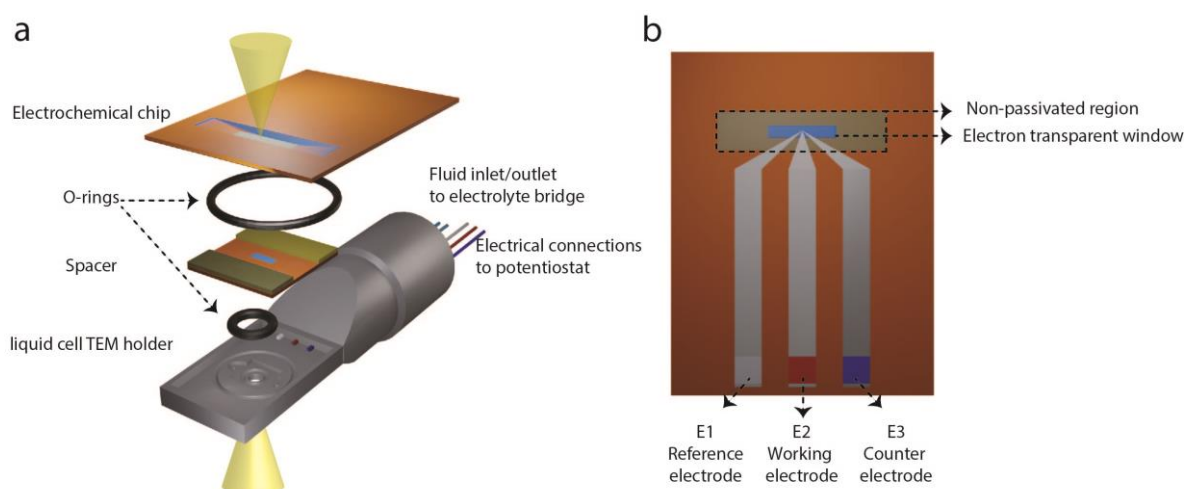 a
Electrochemical chip
O-rings
Spacer
liquid cell TEM holder
Fluid inlet/outlet
to electrolyte bridge
Electrical connections
to potentiostat
b
Non-passivated region
Electron transparent window
E1
Reference
electrode
E2
Working
electrode
E3
Counter
electrode